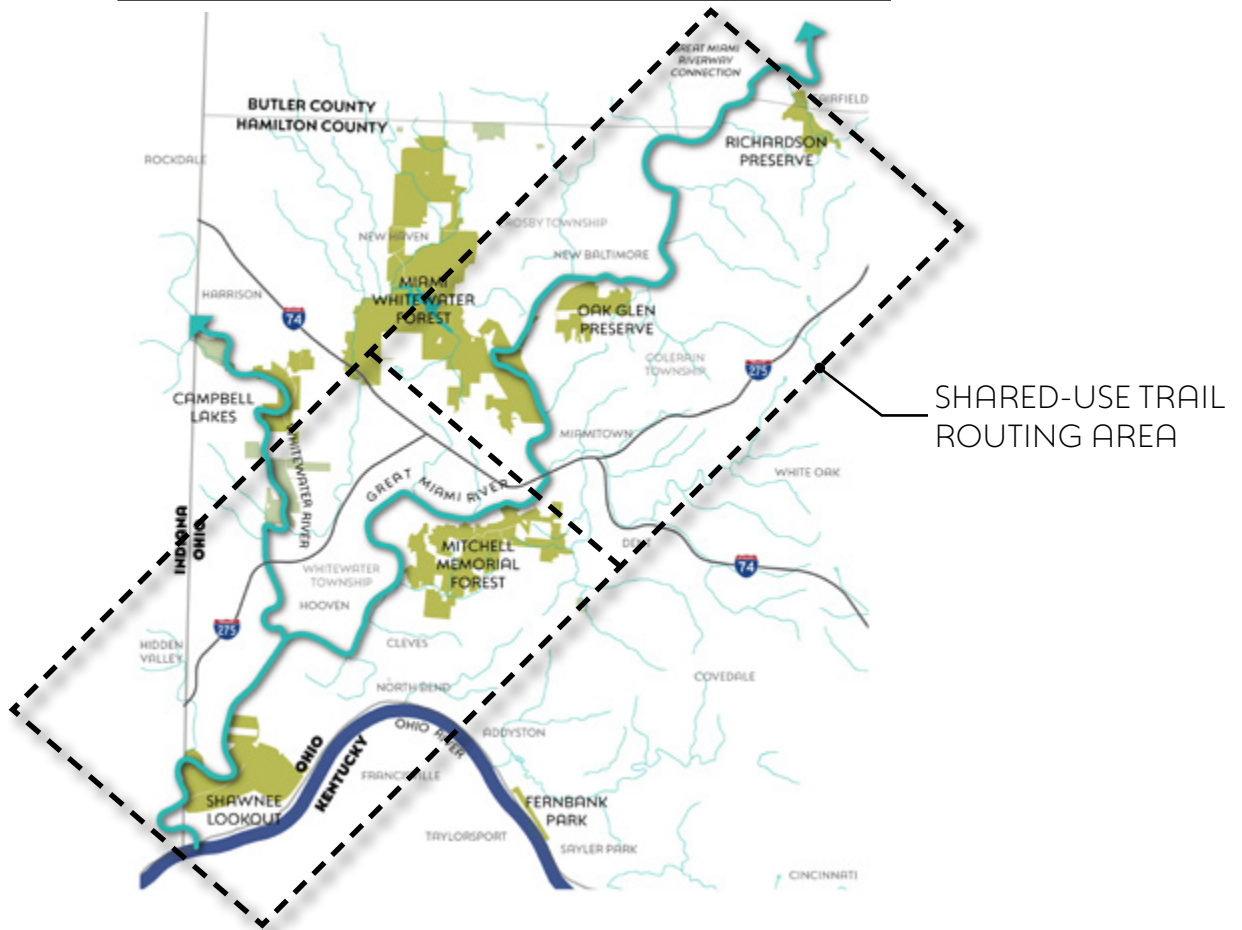 GREAT MIAMI
RIVERWAY
CONNECTION
FAIRFIELD
BUTLER COUNTY
HAMILTON COUNTY
RICHARDSON
PRESERVE
ROCKDALE
CROSBY TOWNSHIP
NEW HAVEN
NEW BALTIMORE
MIAMI
WHITEWATER
FOREST
HARRISON
74
OAK GLEN
PRESERVE
COLERAIN
TOWNSHIP
275
CAMPBELL
LAKES
SHARED-USE TRAIL
ROUTING AREA
MIAMITOWN
WHITEWATER RIVER
GREAT MIAMI RIVER
WHITE OAK
INDIANA
OHIO
MITCHELL
MEMORIAL
FOREST
DENT
74
WHITEWATER
TOWNSHIP
HOOVEN
275
CLEVES
HIDDEN
VALLEY
COVEDALE
NORTH BEND
OHIO RIVER
ADDYSTON
OHIO
KENTUCKY
FRANCISVILLE
SHAWNEE
LOOKOUT
FERNBANK
PARK
TAYLORSPORT
SAYLER PARK
CINCINNATI